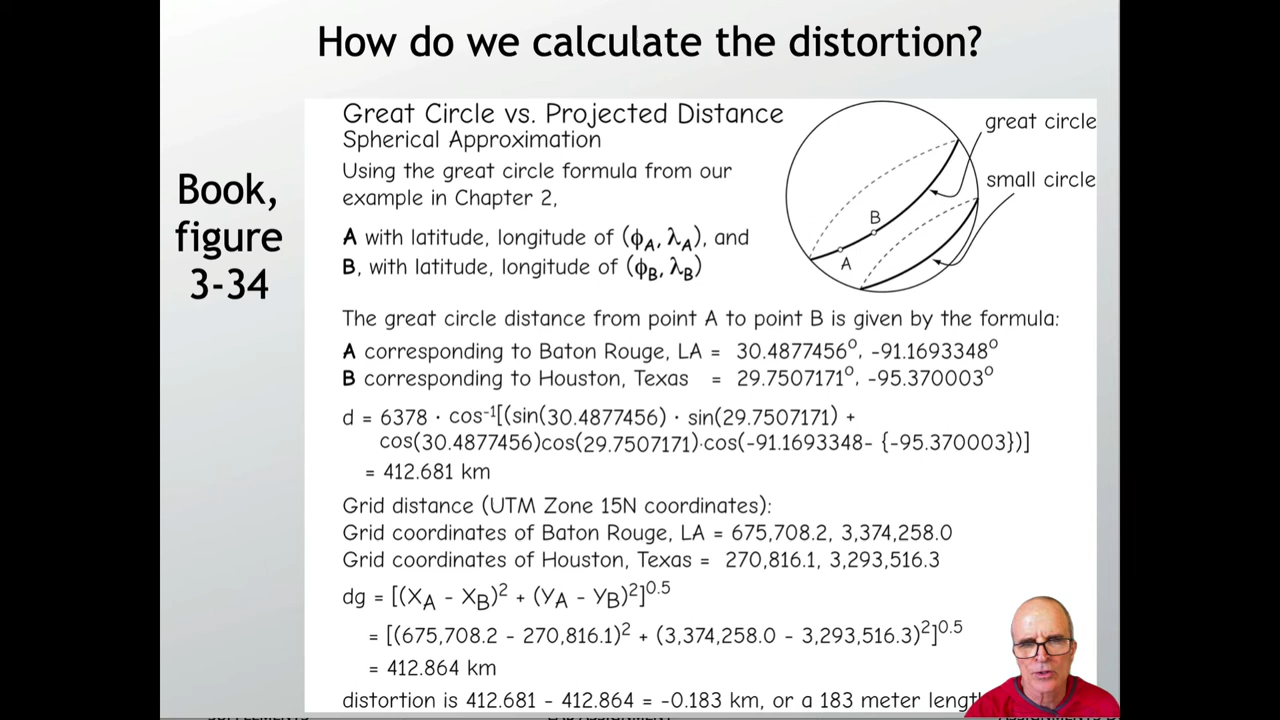 How do we calculate the distortion?
Book,
figure
3-34
Great Circle vs. Projected Distance
Spherical Approximation
Using the great circle formula from our
example in Chapter 2,
A with latitude, longitude of (ϕA, λA), and
B, with latitude, longitude of (ϕB, λB)
great circle
small circle
B
A
The great circle distance from point A to point B is given by the formula:
A corresponding to Baton Rouge, LA = 30.4877456⁰, -91.1693348⁰
B corresponding to Houston, Texas = 29.7507171⁰, -95.370003⁰
d = 6378 · cos⁻¹[(sin(30.4877456) · sin(29.7507171) +
cos(30.4877456)cos(29.7507171)·cos(-91.1693348- {-95.370003})]
= 412.681 km
Grid distance (UTM Zone 15N coordinates):
Grid coordinates of Baton Rouge, LA = 675,708.2, 3,374,258.0
Grid coordinates of Houston, Texas = 270,816.1, 3,293,516.3
dg = [(XA - XB)² + (YA - YB)²]^0.5
= [(675,708.2 - 270,816.1)² + (3,374,258.0 - 3,293,516.3)²]^0.5
= 412.864 km
distortion is 412.681 - 412.864 = -0.183 km, or a 183 meter